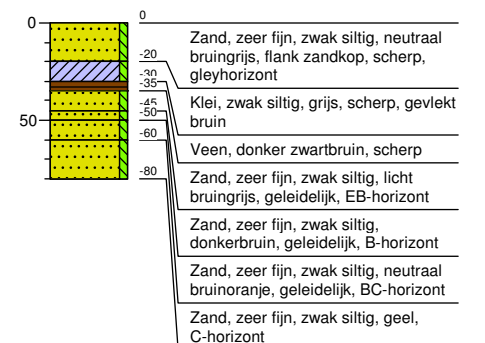 0
0
Zand, zeer fijn, zwak siltig, neutraal
bruingrijs, flank zandkop, scherp,
gleyhorizont
-20
Klei, zwak siltig, grijs, scherp, gevlekt
bruin
-30
Veen, donker zwartbruin, scherp
-35
Zand, zeer fijn, zwak siltig, licht
bruingrijs, geleidelijk, EB-horizont
-45
50
Zand, zeer fijn, zwak siltig,
donkerbruin, geleidelijk, B-horizont
-50
Zand, zeer fijn, zwak siltig, neutraal
bruinoranje, geleidelijk, BC-horizont
-60
Zand, zeer fijn, zwak siltig, geel,
C-horizont
-80